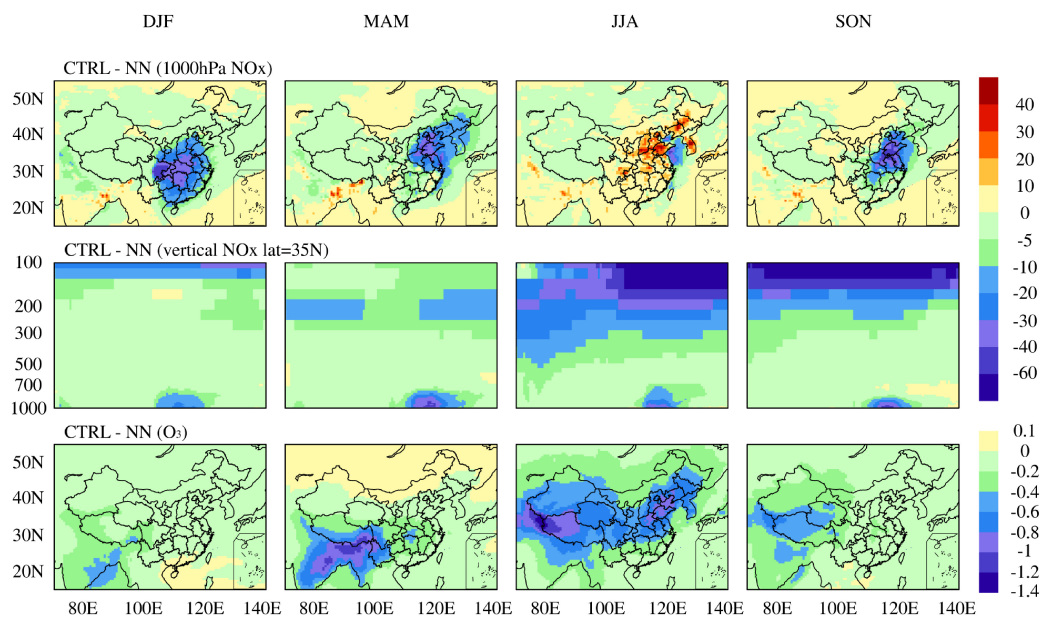 DJF MAM JJA SON
CTRL - NN (1000hPa NOx)
50N
40N
30N
20N
40
30
20
10
0
-5
-10
-20
-30
-40
-60
CTRL - NN (vertical NOx lat=35N)
100
200
300
500
700
1000
CTRL - NN (O₃)
50N
40N
30N
20N
0.1
0
-0.2
-0.4
-0.6
-0.8
-1
-1.2
-1.4
80E 100E 120E 140E 80E 100E 120E 140E 80E 100E 120E 140E 80E 100E 120E 140E